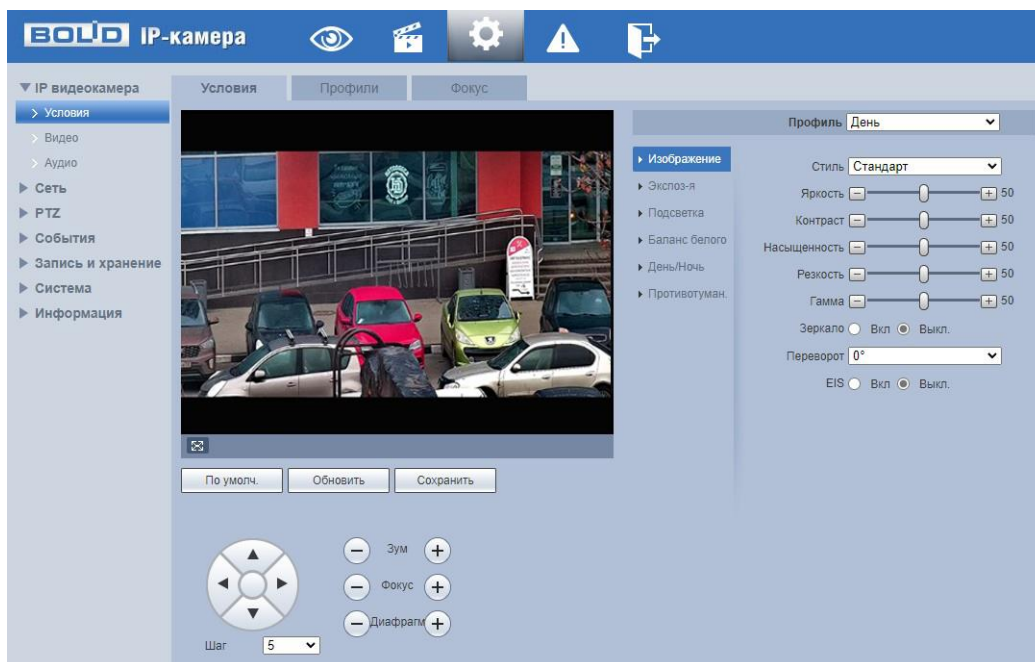 BOLID IP-камера
IP видеокамера
Условия
Видео
Аудио
Сеть
PTZ
События
Запись и хранение
Система
Информация
Условия Профили Фокус
По умолч. Обновить Сохранить
Зум
Фокус
Диафрагм
Шаг 5
Профиль День
Изображение
Экспоз-я
Подсветка
Баланс белого
День/Ночь
Противотуман.
Стиль Стандарт
Яркость 50
Контраст 50
Насыщенность 50
Резкость 50
Гамма 50
Зеркало Вкл Выкл.
Переворот 0°
EIS Вкл Выкл.